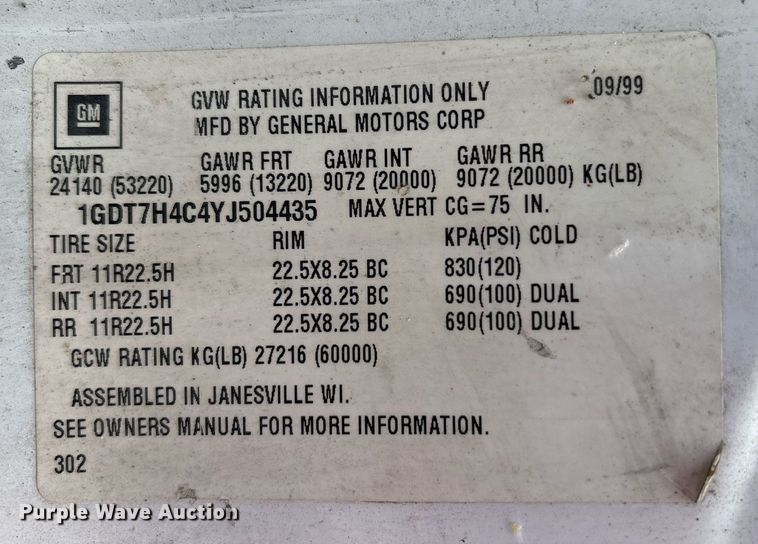 GM
GVW RATING INFORMATION ONLY 09/99
MFD BY GENERAL MOTORS CORP
GVWR GAWR FRT GAWR INT GAWR RR
24140 (53220) 5996 (13220) 9072 (20000) 9072 (20000) KG(LB)
1GDT7H4C4YJ504435 MAX VERT CG=75 IN.
TIRE SIZE RIM KPA(PSI) COLD
FRT 11R22.5H 22.5X8.25 BC 830(120)
INT 11R22.5H 22.5X8.25 BC 690(100) DUAL
RR 11R22.5H 22.5X8.25 BC 690(100) DUAL
GCW RATING KG(LB) 27216 (60000)
ASSEMBLED IN JANESVILLE WI.
SEE OWNERS MANUAL FOR MORE INFORMATION.
302
Purple Wave Auction